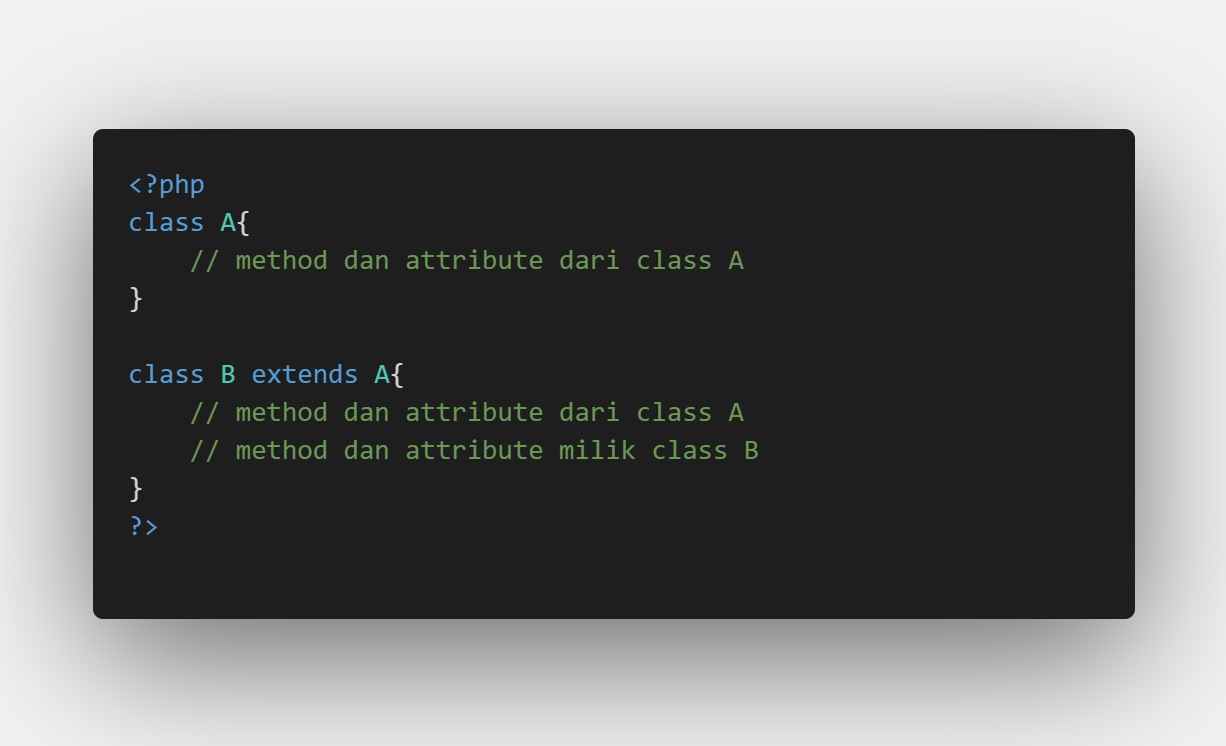 <?php
class A{
    // method dan attribute dari class A
}

class B extends A{
    // method dan attribute dari class A
    // method dan attribute milik class B
}
?>